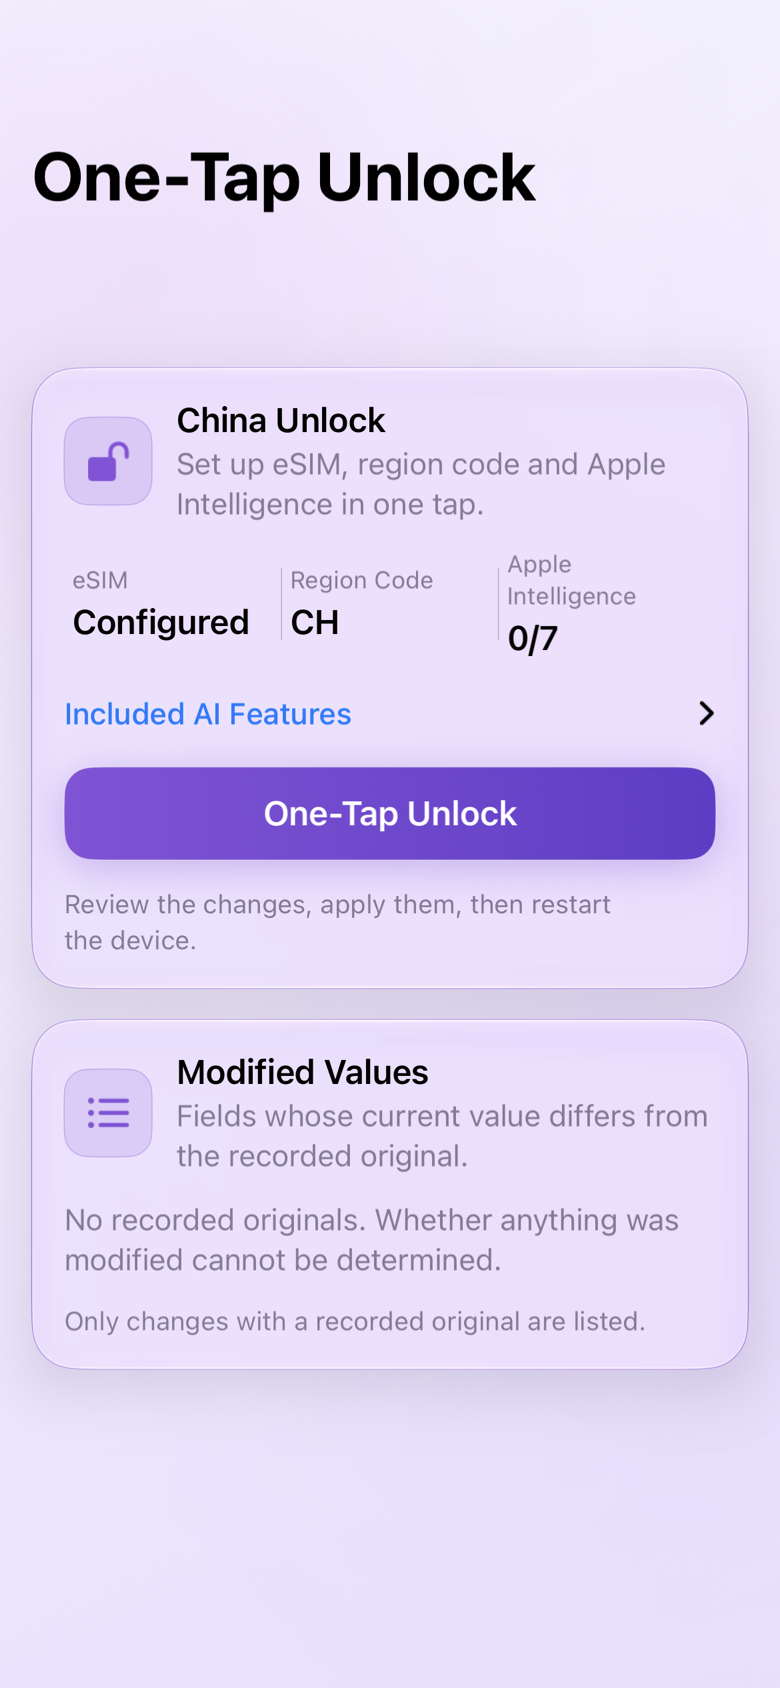 One-Tap Unlock
China Unlock
Set up eSIM, region code and Apple
Intelligence in one tap.
eSIM
Configured
Region Code
CH
Apple
Intelligence
0/7
Included AI Features
One-Tap Unlock
Review the changes, apply them, then restart
the device.
Modified Values
Fields whose current value differs from
the recorded original.
No recorded originals. Whether anything was
modified cannot be determined.
Only changes with a recorded original are listed.